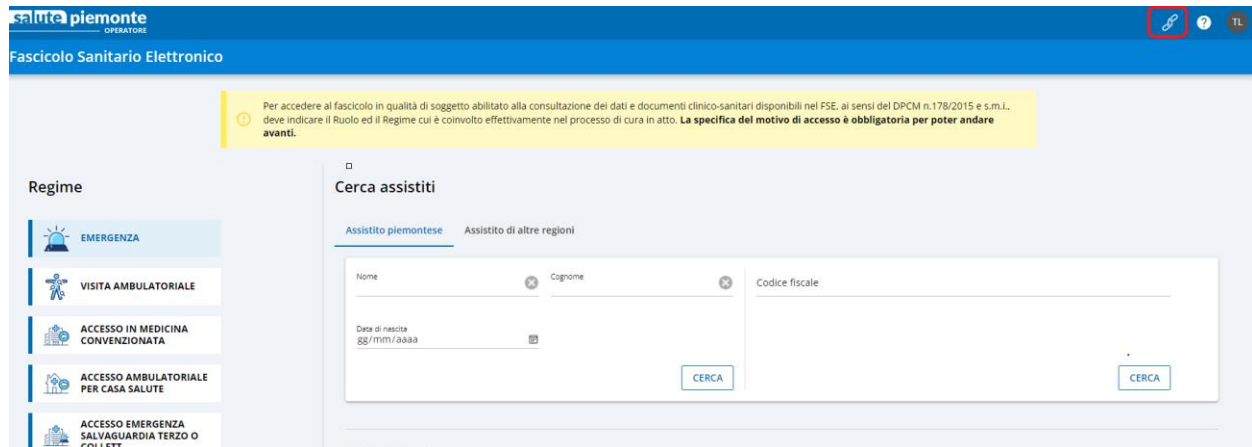 salute piemonte
OPERATORE
TL
Fascicolo Sanitario Elettronico
Per accedere al fascicolo in qualità di soggetto abilitato alla consultazione dei dati e documenti clinico-sanitari disponibili nel FSE, ai sensi del DPCM n.178/2015 e s.m.i.,
deve indicare il Ruolo ed il Regime cui è coinvolto effettivamente nel processo di cura in atto. La specifica del motivo di accesso è obbligatoria per poter andare
avanti.
Regime
EMERGENZA
VISITA AMBULATORIALE
ACCESSO IN MEDICINA
CONVENZIONATA
ACCESSO AMBULATORIALE
PER CASA SALUTE
ACCESSO EMERGENZA
SALVAGUARDIA TERZO O
COLLETT
Cerca assistiti
Assistito piemontese
Assistito di altre regioni
Nome
Cognome
Codice fiscale
Data di nascita
gg/mm/aaaa
CERCA
CERCA